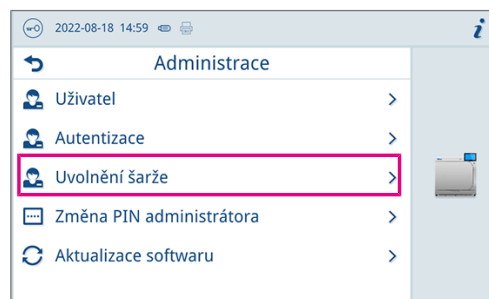 2022-08-18 14:59
Administrace
Uživatel
Autentizace
Uvolnění šarže
Změna PIN administrátora
Aktualizace softwaru